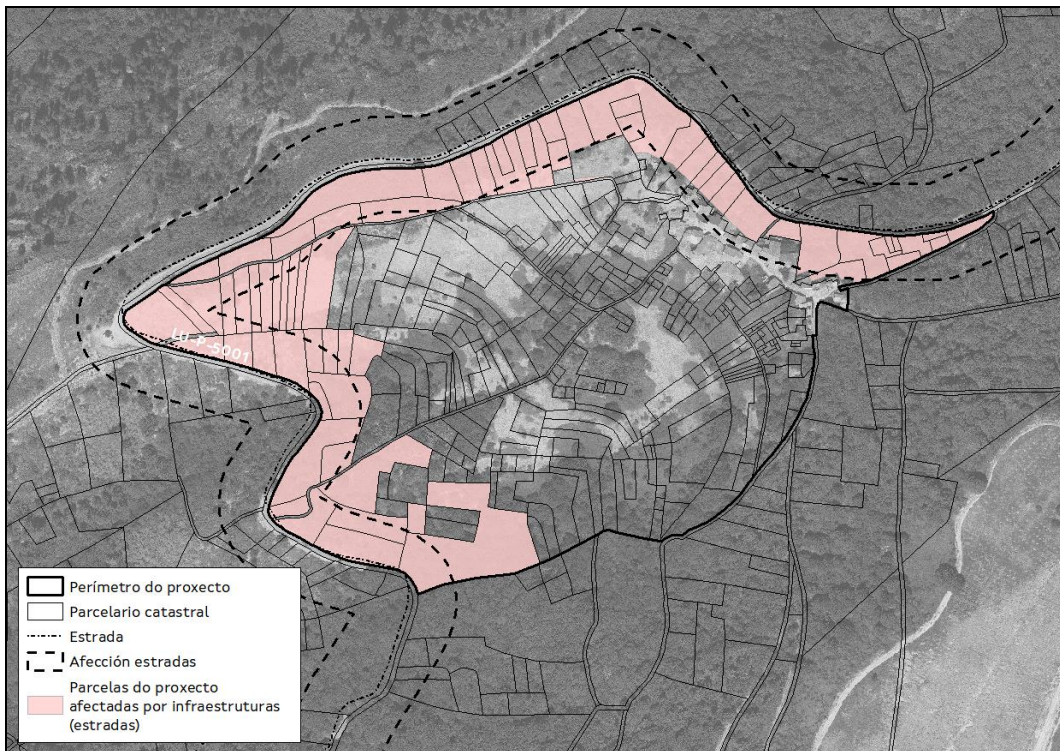 LU-P-5001
Perímetro do proxecto
Parcelario catastral
Estrada
Afección estradas
Parcelas do proxecto
afectadas por infraestruturas
(estradas)